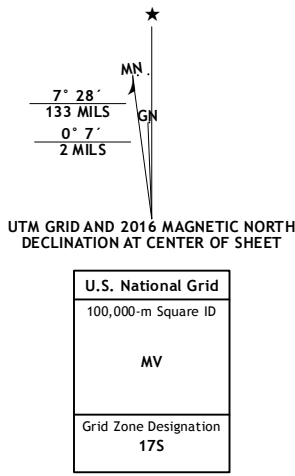 MN
GN
7° 28´
133 MILS
0° 7´
2 MILS
UTM GRID AND 2016 MAGNETIC NORTH
DECLINATION AT CENTER OF SHEET
U.S. National Grid
100,000-m Square ID
MV
Grid Zone Designation
17S